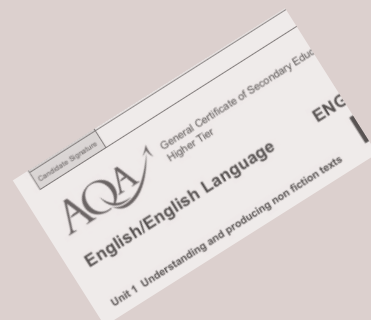 Candidate Signature
AQA
General Certificate of Secondary Educ
Higher Tier
ENG
English/English Language
Unit 1 Understanding and producing non fiction texts